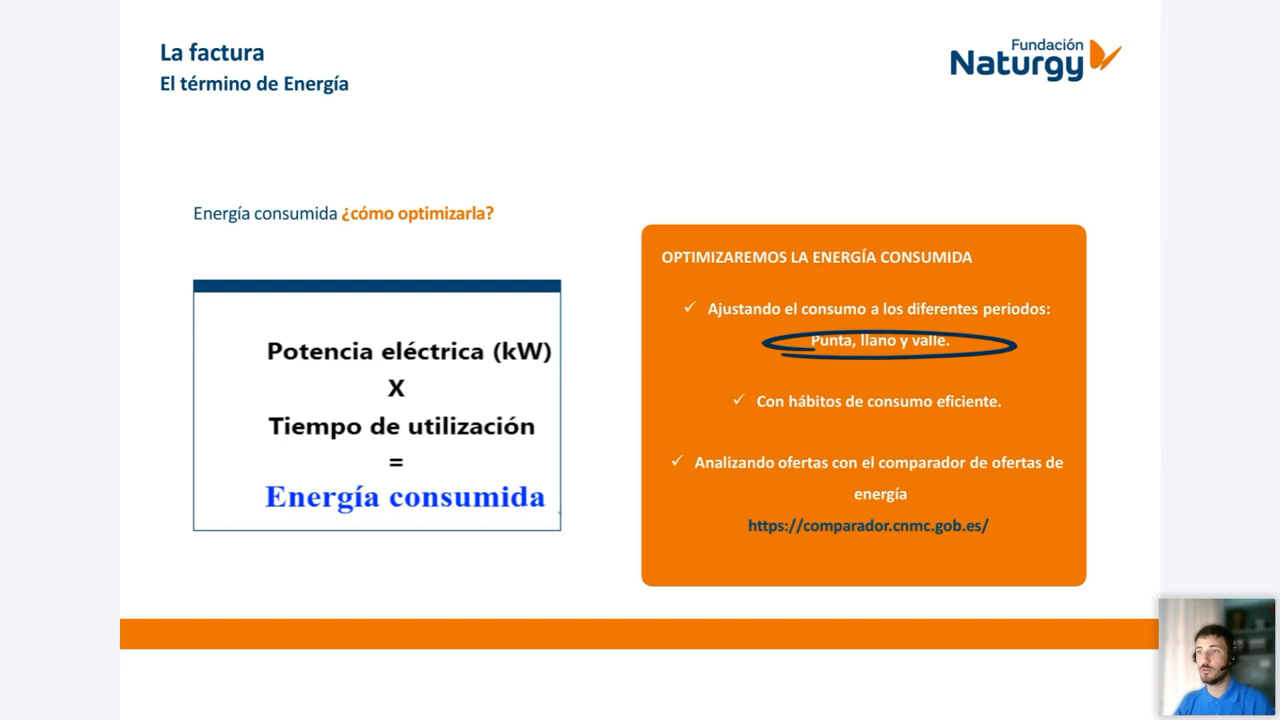 La factura
El término de Energía
Fundación
Naturgy
Energía consumida ¿cómo optimizarla?
Potencia eléctrica (kW)
X
Tiempo de utilización
=
Energía consumida
OPTIMIZAREMOS LA ENERGÍA CONSUMIDA
✓ Ajustando el consumo a los diferentes periodos:
Punta, llano y valle.
✓ Con hábitos de consumo eficiente.
✓ Analizando ofertas con el comparador de ofertas de
energía
https://comparador.cnmc.gob.es/